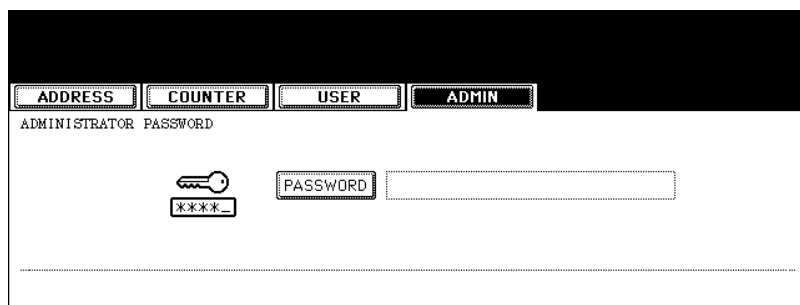 ADDRESS COUNTER USER ADMIN
ADMINISTRATOR PASSWORD
PASSWORD
****_